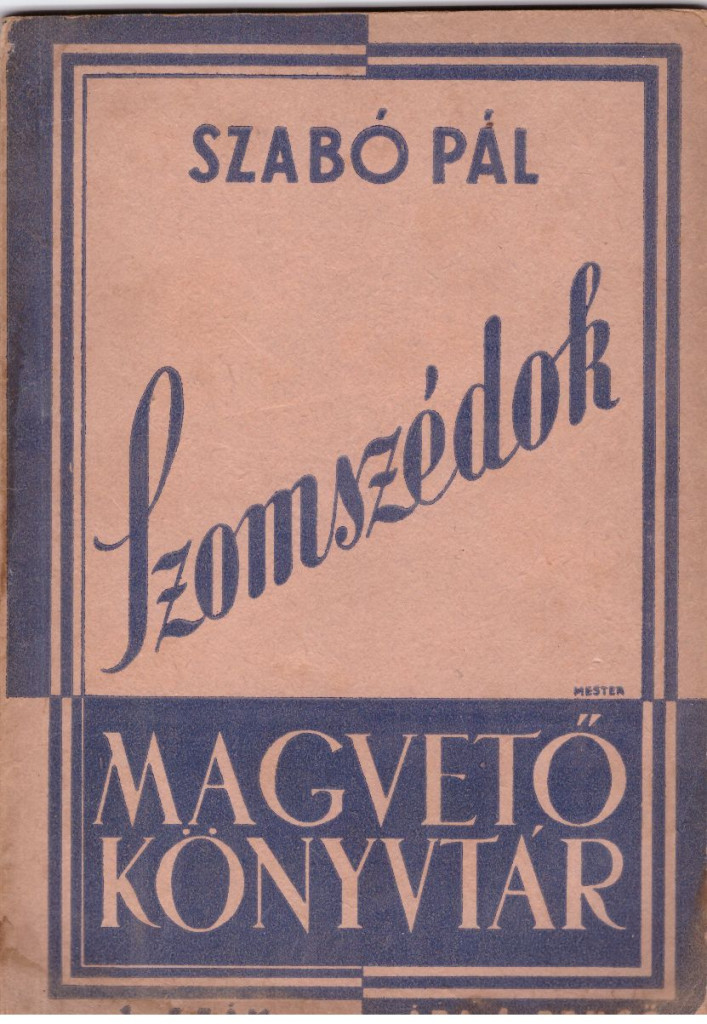 SZABÓ PÁL
Szomszédok
MESTER
MAGVETŐ
KÖNYVTÁR